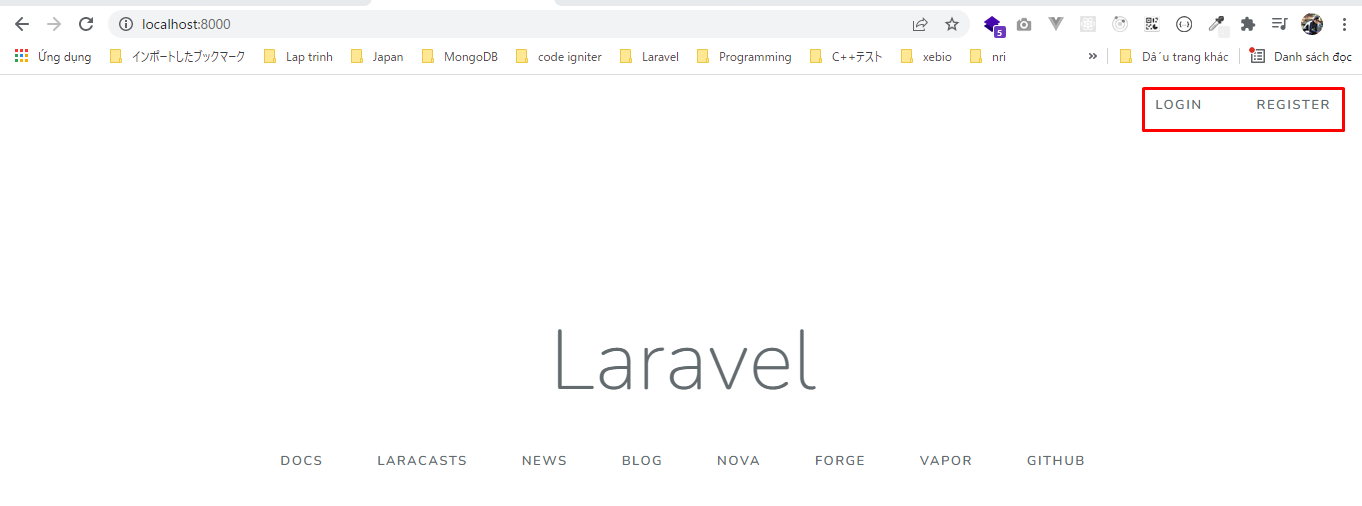 localhost:8000
5
Ứng dụng インポートしたブックマーク Lap trinh Japan MongoDB code igniter Laravel Programming C++テスト xebio nri » Dấu trang khác Danh sách đọc
LOGIN REGISTER
Laravel
DOCS LARACASTS NEWS BLOG NOVA FORGE VAPOR GITHUB